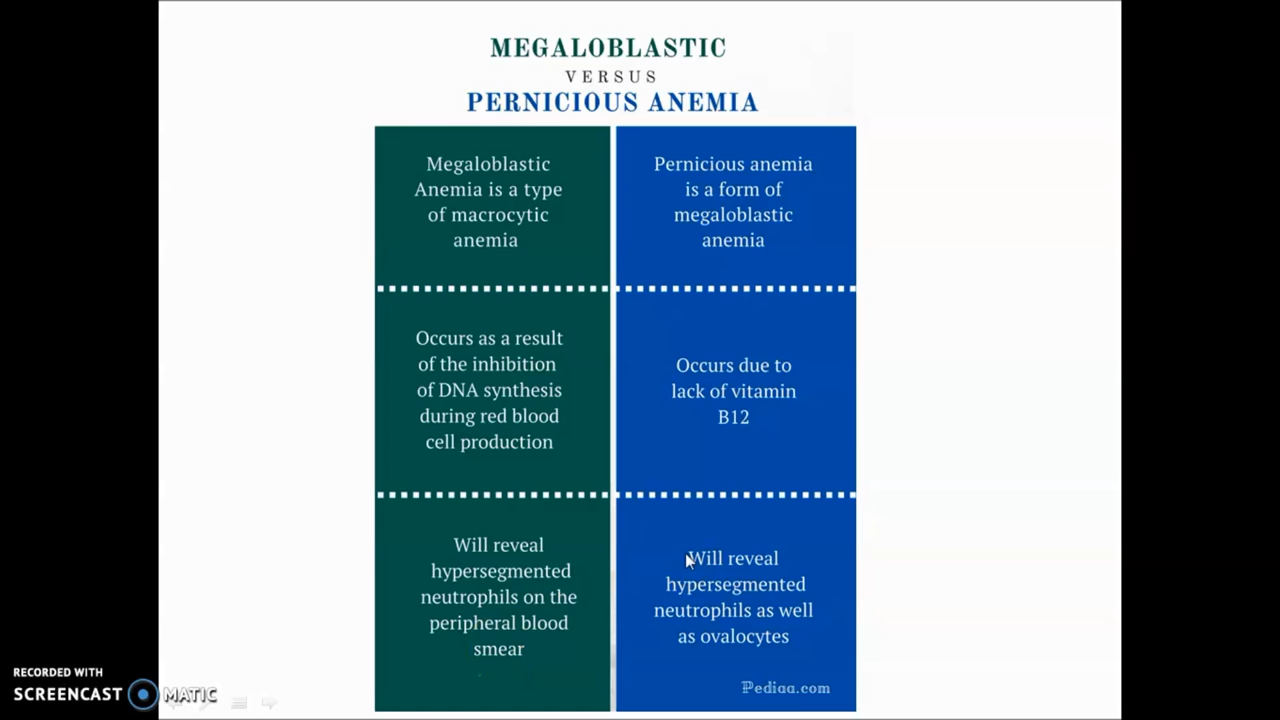 MEGALOBLASTIC
VERSUS
PERNICIOUS ANEMIA
Megaloblastic
Anemia is a type
of macrocytic
anemia
Pernicious anemia
is a form of
megaloblastic
anemia
Occurs as a result
of the inhibition
of DNA synthesis
during red blood
cell production
Occurs due to
lack of vitamin
B12
Will reveal
hypersegmented
neutrophils on the
peripheral blood
smear
Will reveal
hypersegmented
neutrophils as well
as ovalocytes
Pediaa.com
RECORDED WITH
SCREENCAST MATIC